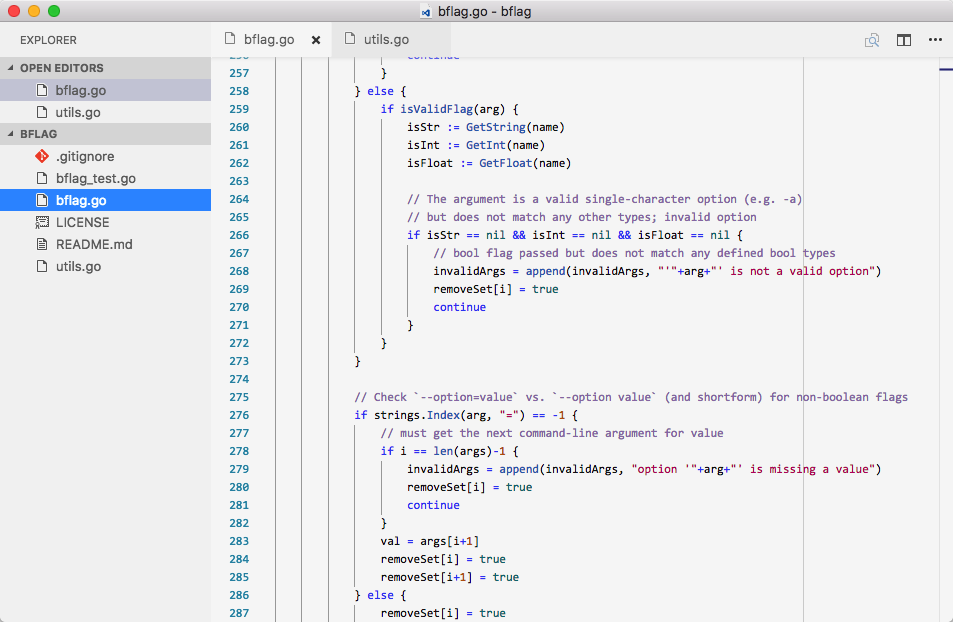 bflag.go - bflag
EXPLORER
OPEN EDITORS
bflag.go
utils.go
BFLAG
.gitignore
bflag_test.go
bflag.go
LICENSE
README.md
utils.go
bflag.go
utils.go
256 continue
257 }
258 } else {
259 if isValidFlag(arg) {
260 isStr := GetString(name)
261 isInt := GetInt(name)
262 isFloat := GetFloat(name)
263
264 // The argument is a valid single-character option (e.g. -a)
265 // but does not match any other types; invalid option
266 if isStr == nil && isInt == nil && isFloat == nil {
267 // bool flag passed but does not match any defined bool types
268 invalidArgs = append(invalidArgs, "'"+arg+"' is not a valid option")
269 removeSet[i] = true
270 continue
271 }
272 }
273 }
274
275 // Check `--option=value` vs. `--option value` (and shortform) for non-boolean flags
276 if strings.Index(arg, "=") == -1 {
277 // must get the next command-line argument for value
278 if i == len(args)-1 {
279 invalidArgs = append(invalidArgs, "option '"+arg+"' is missing a value")
280 removeSet[i] = true
281 continue
282 }
283 val = args[i+1]
284 removeSet[i] = true
285 removeSet[i+1] = true
286 } else {
287 removeSet[i] = true